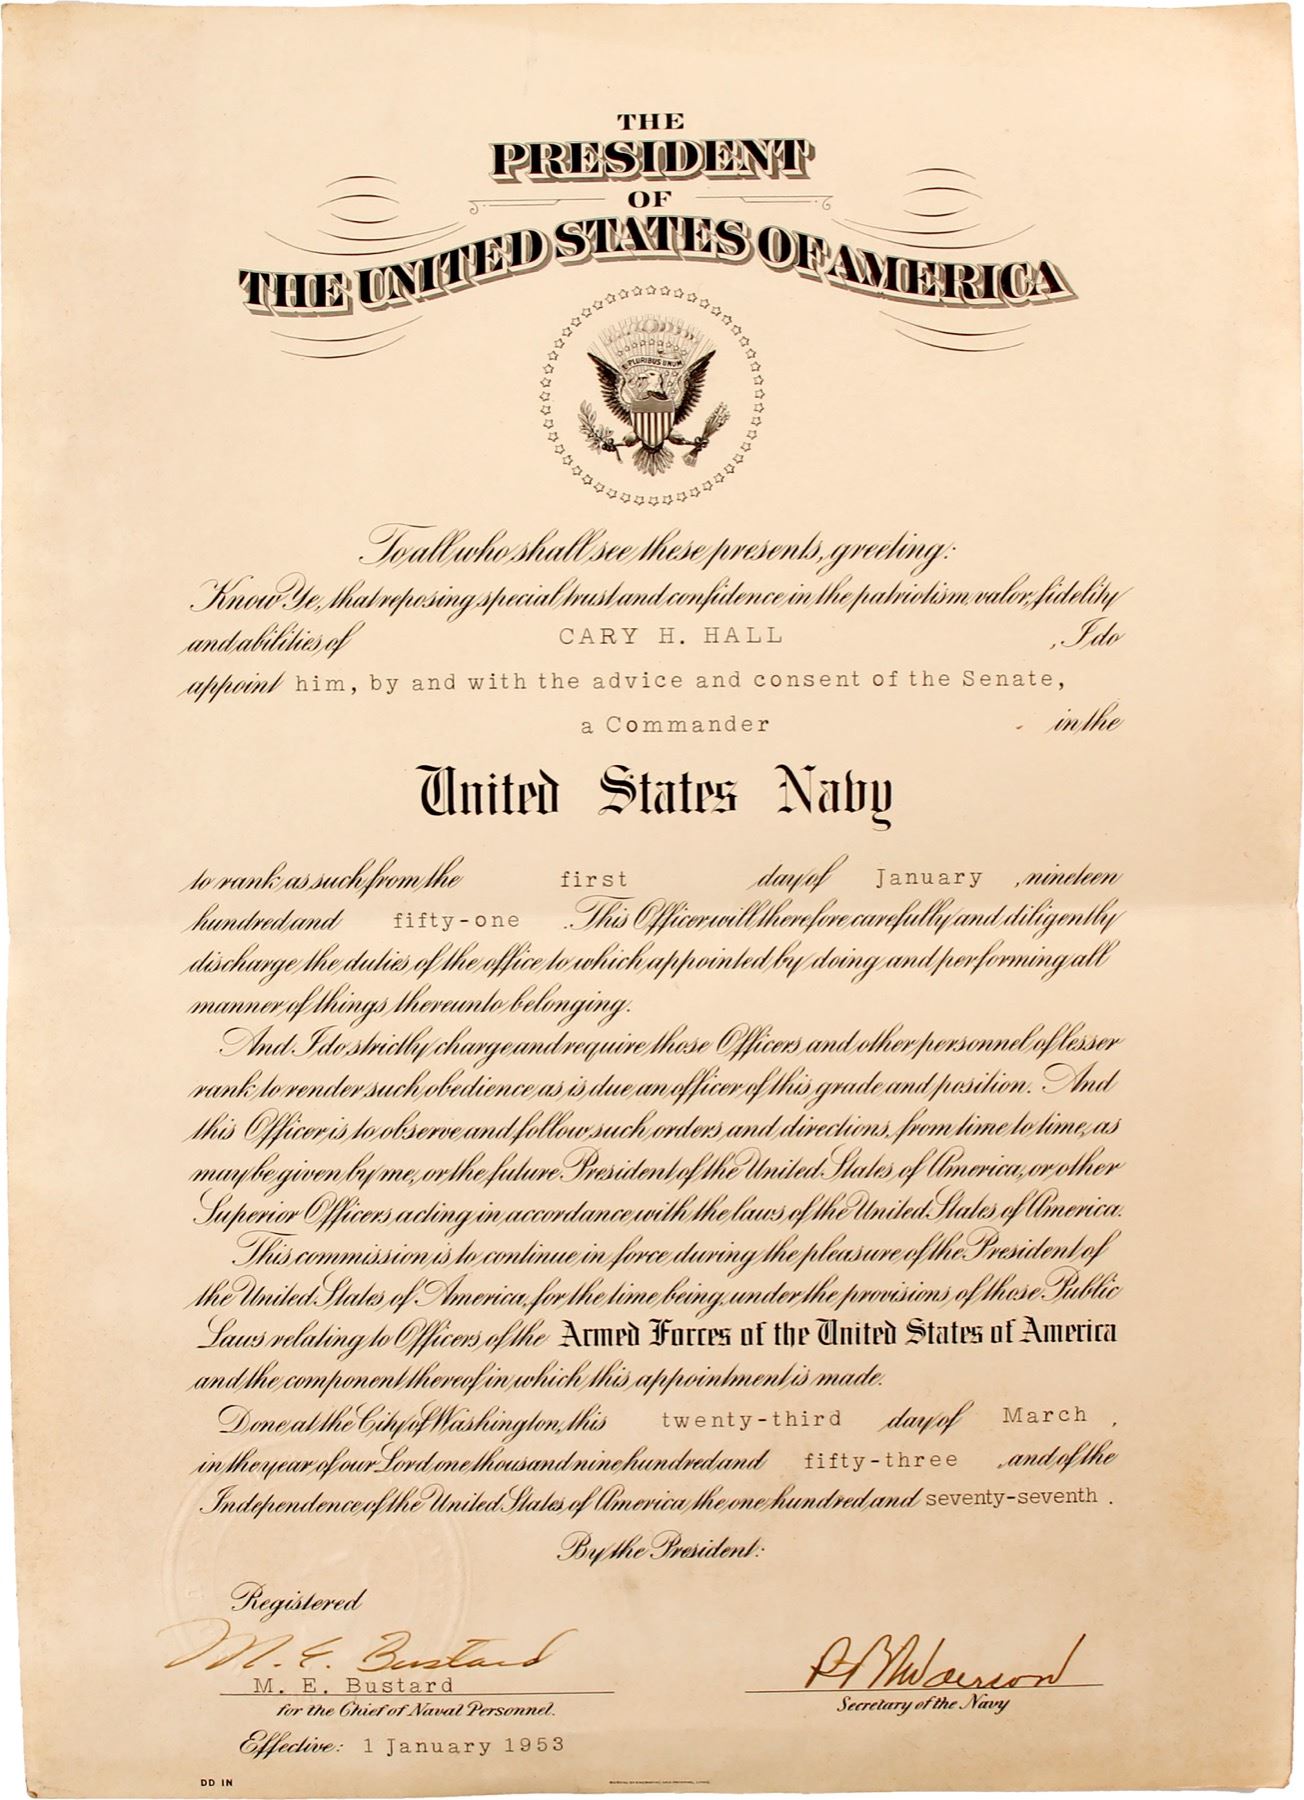 THE
PRESIDENT
OF
THE UNITED STATES OF AMERICA
E PLURIBUS UNUM
To all who shall see these presents, greeting:
Know Ye, that reposing special trust and confidence in the patriotism, valor, fidelity
and abilities of CARY H. HALL , I do
appoint him, by and with the advice and consent of the Senate,
a Commander in the
United States Navy
to rank as such from the first day of January , nineteen
hundred and fifty-one . This Officer will therefore carefully and diligently
discharge the duties of the office to which appointed by doing and performing all
manner of things thereunto belonging.
And I do strictly charge and require those Officers and other personnel of lesser
rank to render such obedience as is due an officer of this grade and position. And
this Officer is to observe and follow such orders and directions, from time to time, as
may be given by me, or the future President of the United States of America, or other
Superior Officers acting in accordance with the laws of the United States of America.
This commission is to continue in force during the pleasure of the President of
the United States of America, for the time being, under the provisions of those Public
Laws relating to Officers of the Armed Forces of the United States of America
and the component thereof in which this appointment is made.
Done at the City of Washington, this twenty-third day of March ,
in the year of our Lord one thousand nine hundred and fifty-three , and of the
Independence of the United States of America the one hundred and seventy-seventh .
By the President:
Registered
M. E. Bustard
R B Anderson
M. E. Bustard
for the Chief of Naval Personnel.
Secretary of the Navy
Effective: 1 January 1953
DD 1N